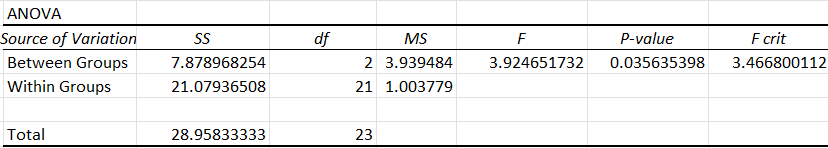 ANOVA
Source of Variation SS df MS F P-value F crit
Between Groups 7.878968254 2 3.939484 3.924651732 0.035635398 3.466800112
Within Groups 21.07936508 21 1.003779
Total 28.95833333 23